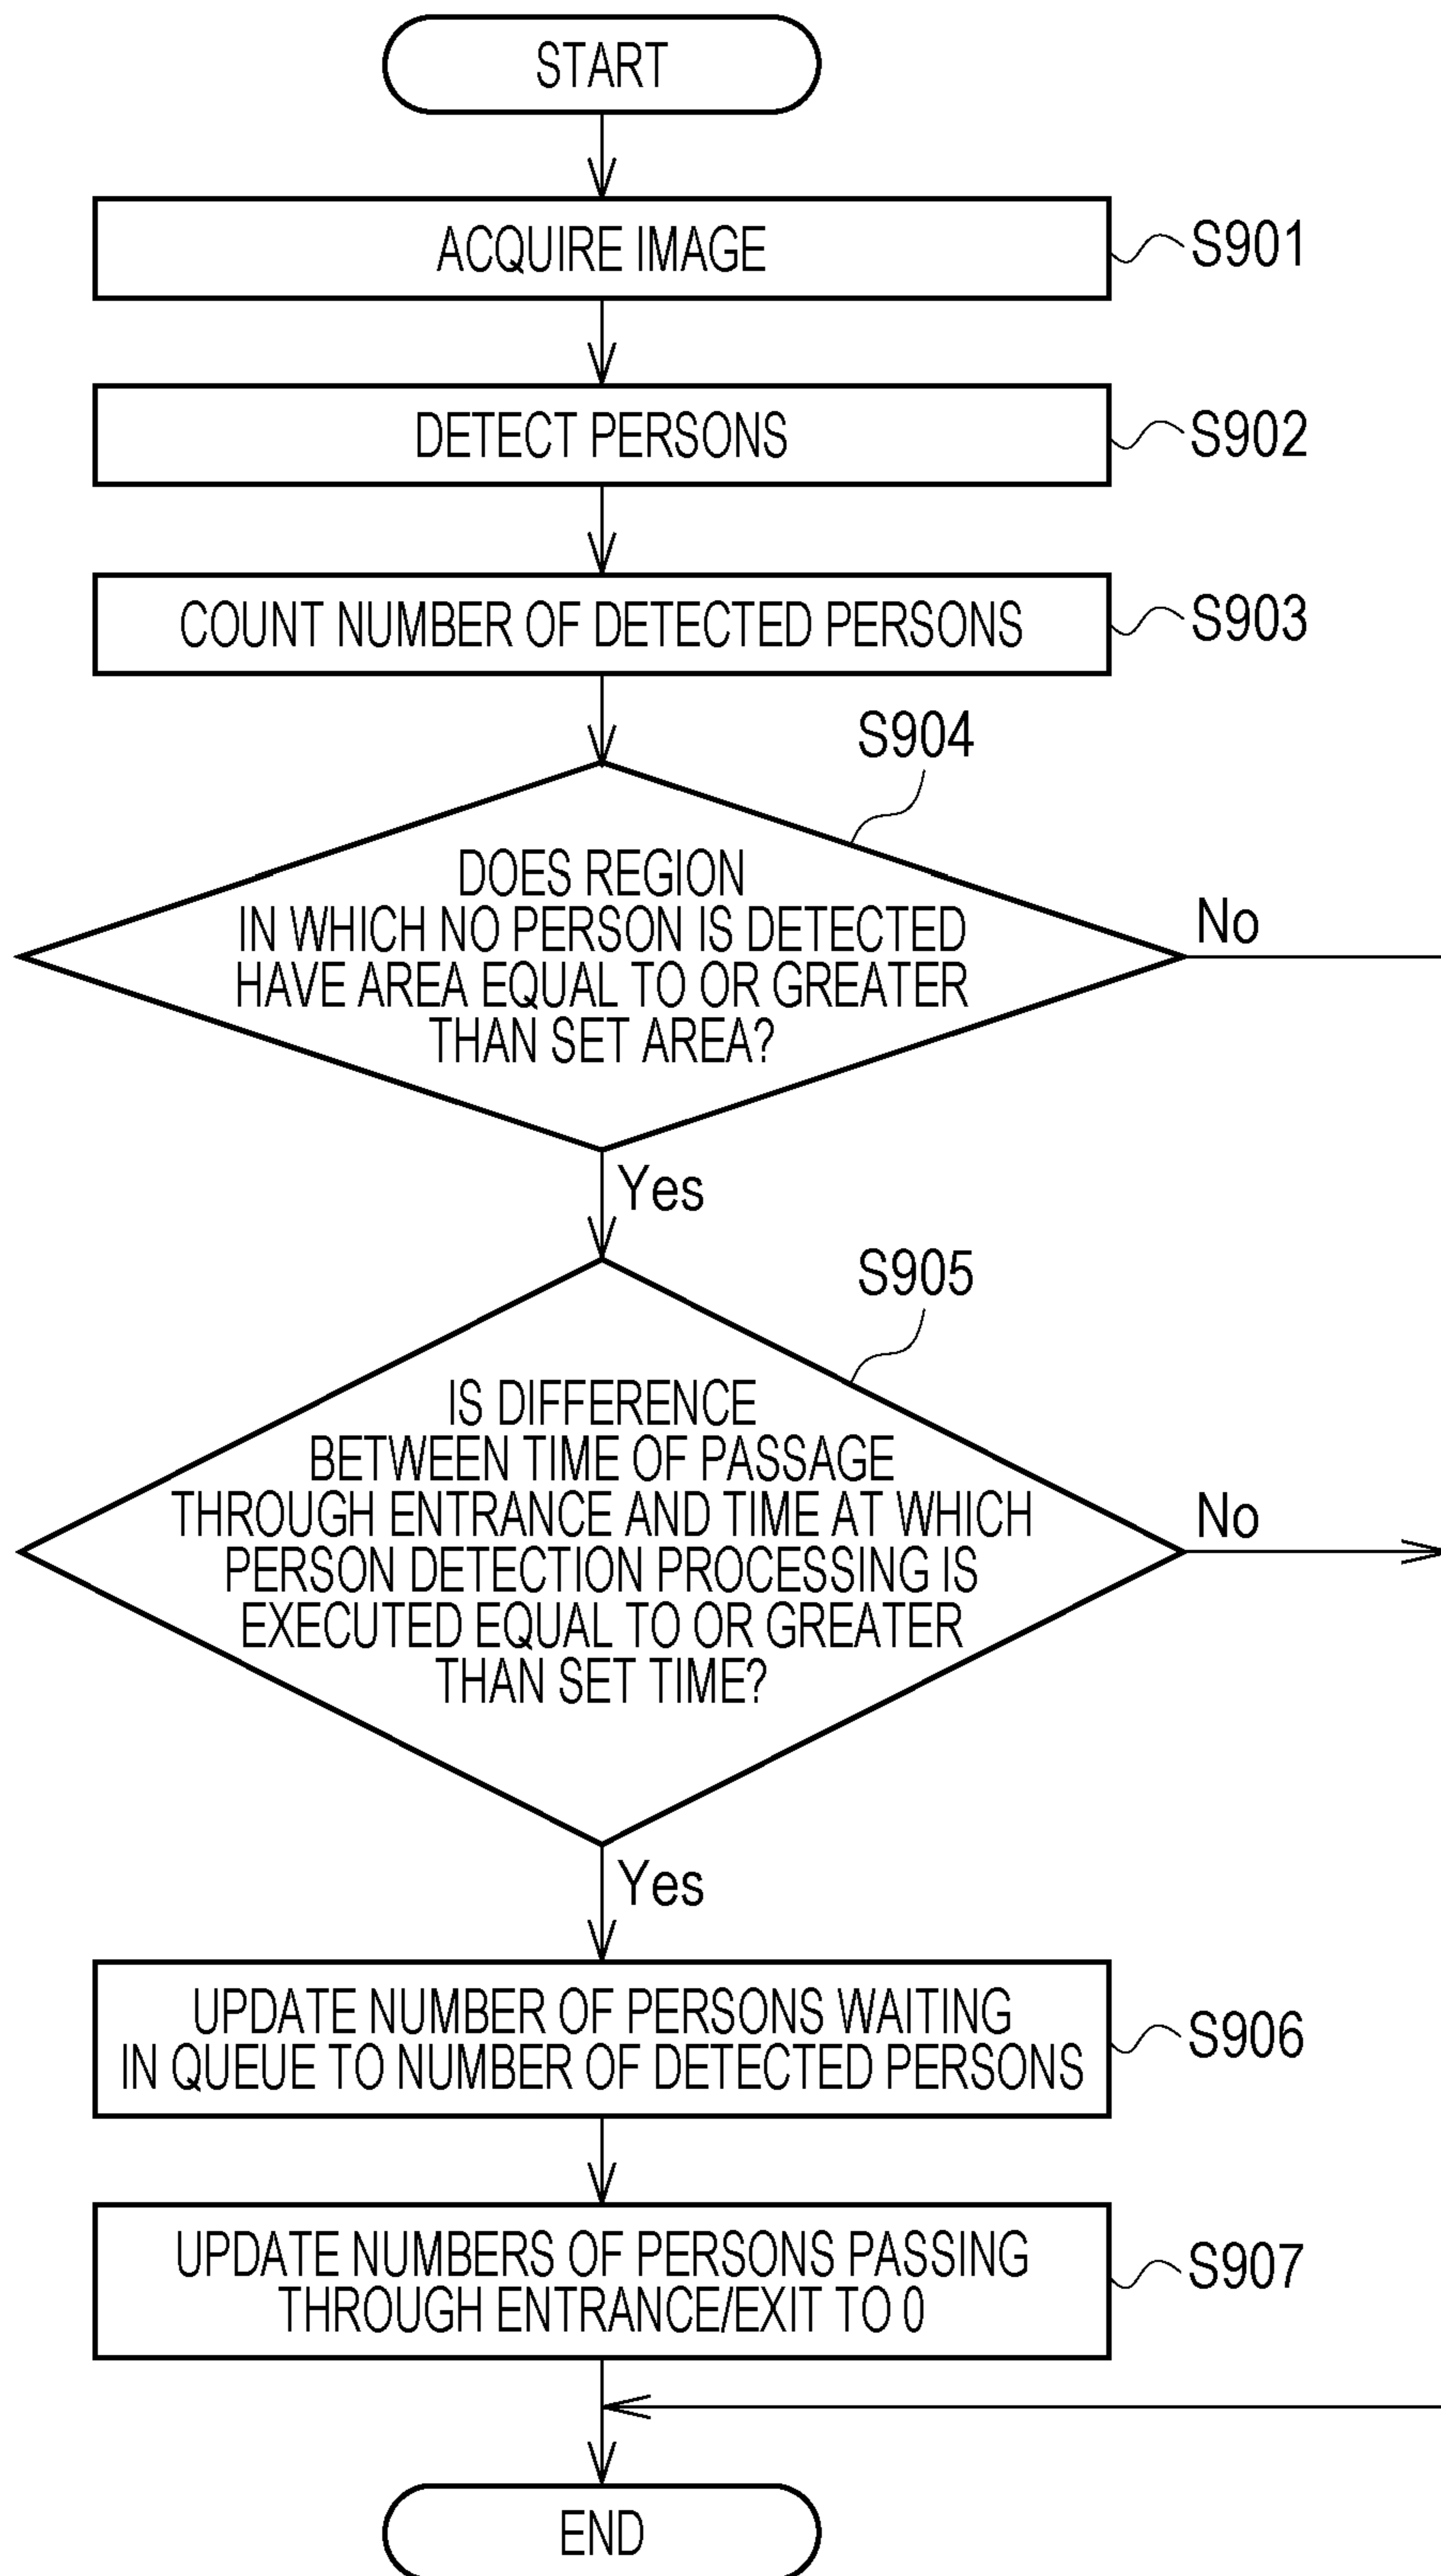 START
ACQUIRE IMAGE
S901
DETECT PERSONS
S902
COUNT NUMBER OF DETECTED PERSONS
S903
S904
DOES REGION
IN WHICH NO PERSON IS DETECTED
HAVE AREA EQUAL TO OR GREATER
THAN SET AREA?
No
Yes
S905
IS DIFFERENCE
BETWEEN TIME OF PASSAGE
THROUGH ENTRANCE AND TIME AT WHICH
PERSON DETECTION PROCESSING IS
EXECUTED EQUAL TO OR GREATER
THAN SET TIME?
No
Yes
UPDATE NUMBER OF PERSONS WAITING
IN QUEUE TO NUMBER OF DETECTED PERSONS
S906
UPDATE NUMBERS OF PERSONS PASSING
THROUGH ENTRANCE/EXIT TO 0
S907
END